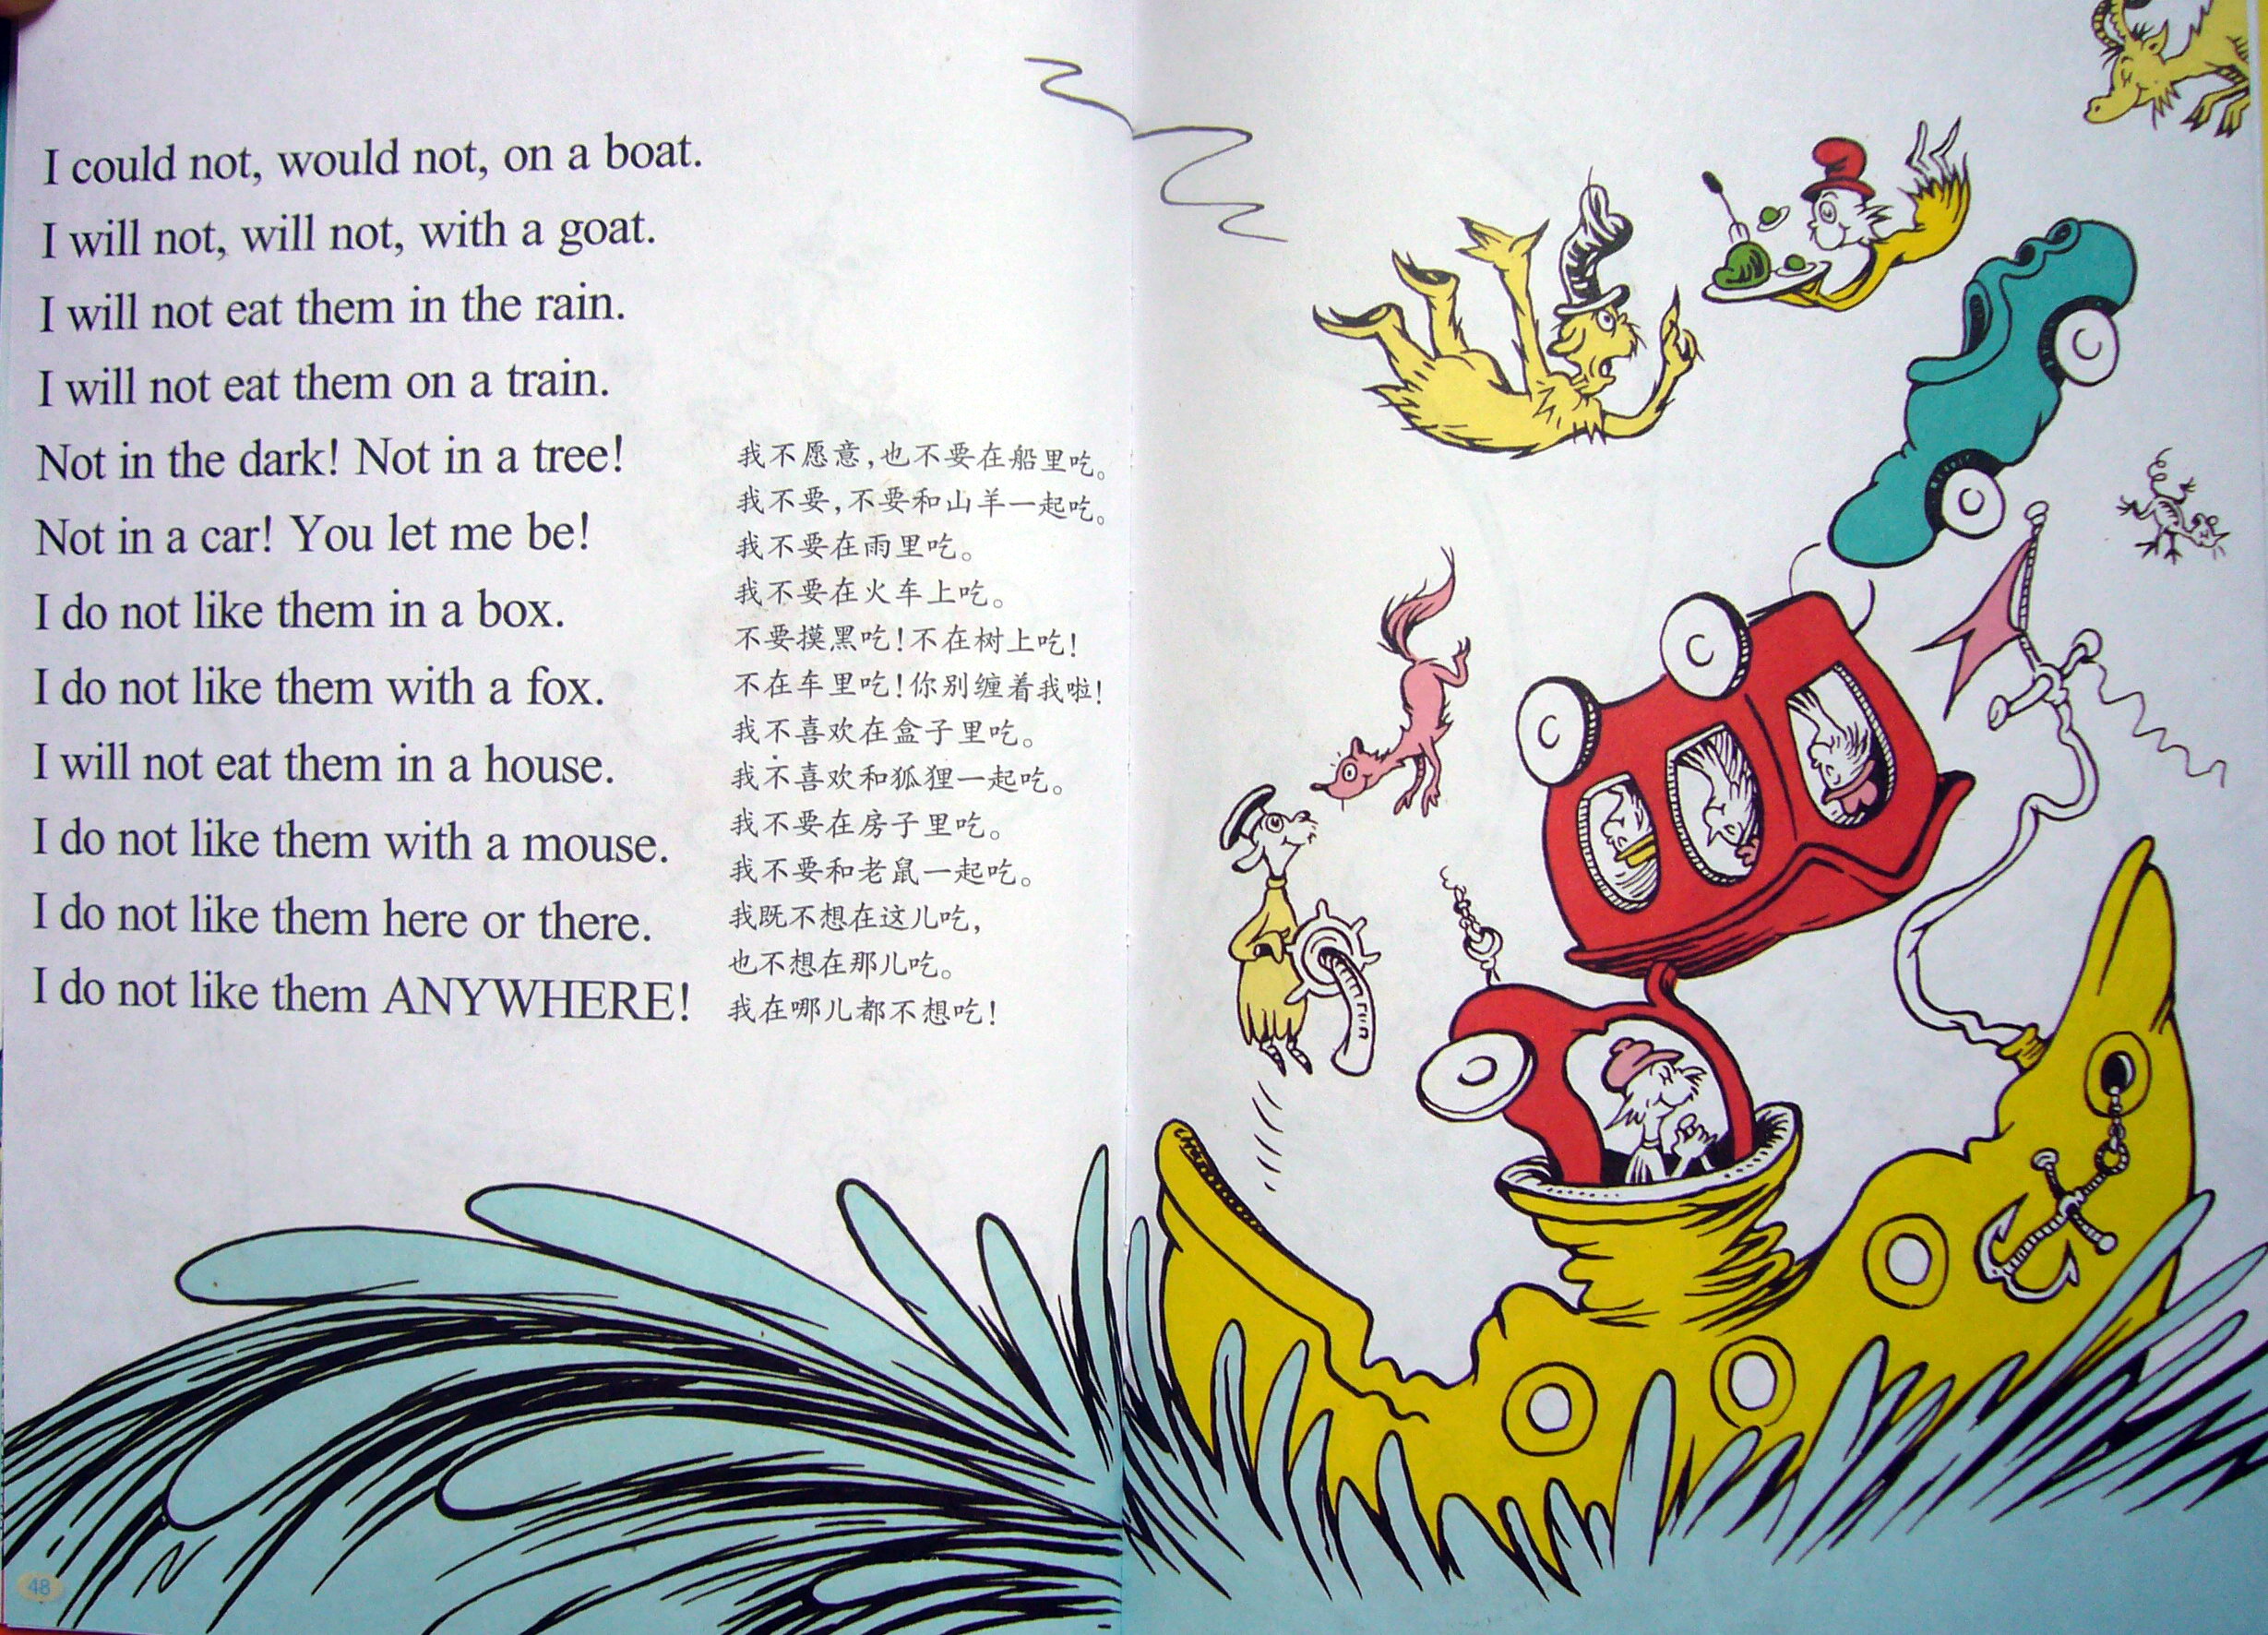 I could not, would not, on a boat.
I will not, will not, with a goat.
I will not eat them in the rain.
I will not eat them on a train.
Not in the dark! Not in a tree!
Not in a car! You let me be!
I do not like them in a box.
I do not like them with a fox.
I will not eat them in a house.
I do not like them with a mouse.
I do not like them here or there.
I do not like them ANYWHERE!
我不愿意,也不要在船里吃。
我不要,不要和山羊一起吃。
我不要在雨里吃。
我不要在火车上吃。
不要摸黑吃!不在树上吃!
不在车里吃!你别缠着我啦!
我不喜欢在盒子里吃。
我不喜欢和狐狸一起吃。
我不要在房子里吃。
我不要和老鼠一起吃。
我既不想在这儿吃,
也不想在那儿吃。
我在哪儿都不想吃!
48